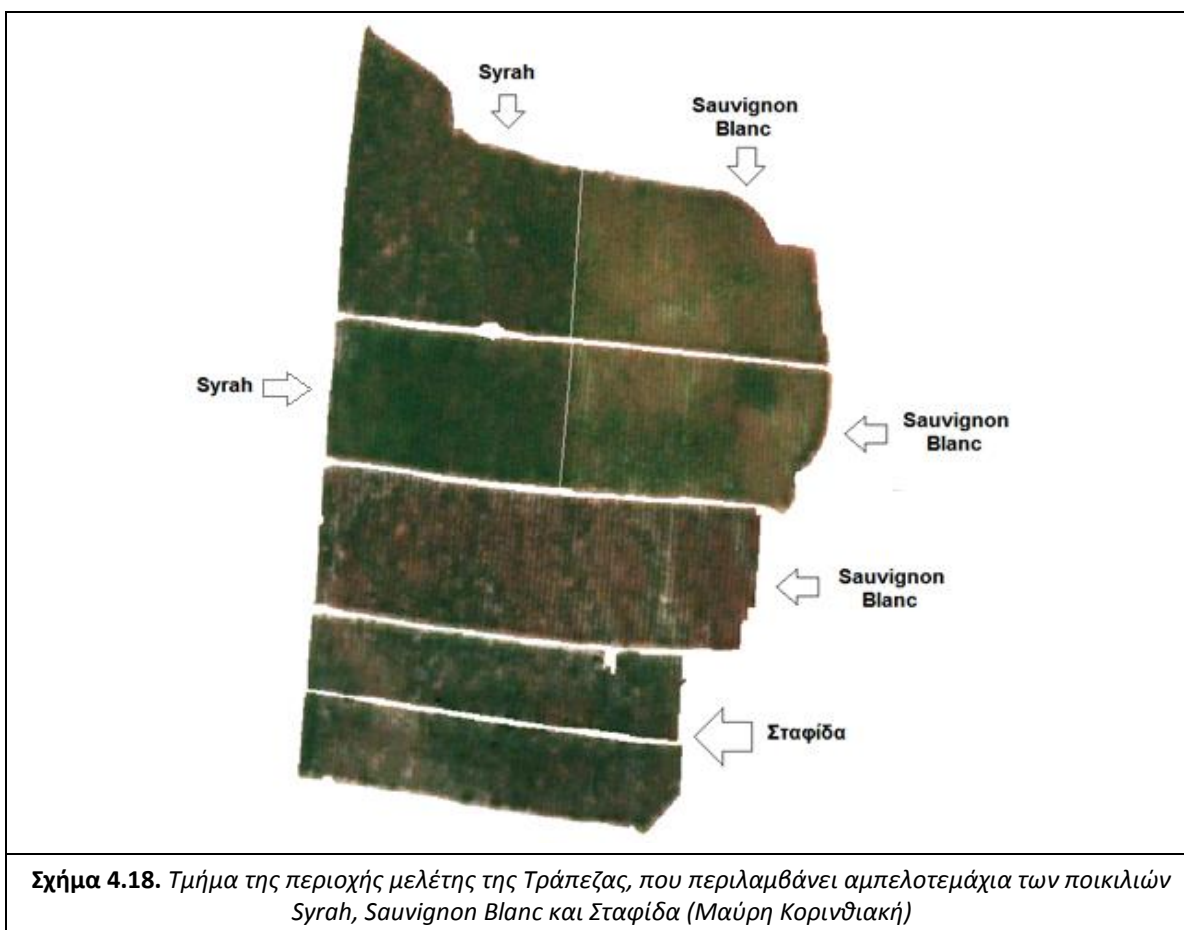 Syrah
Sauvignon
Blanc
Syrah
Sauvignon
Blanc
Sauvignon
Blanc
Σταφίδα
Σχήμα 4.18. Τμήμα της περιοχής μελέτης της Τράπεζας, που περιλαμβάνει αμπελοτεμάχια των ποικιλιών
Syrah, Sauvignon Blanc και Σταφίδα (Μαύρη Κορινθιακή)